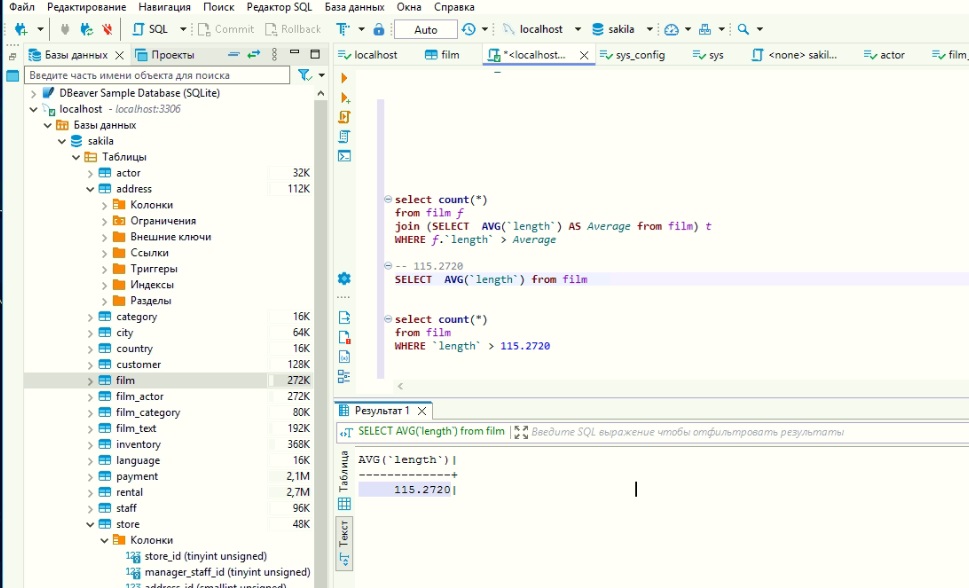 Файл Редактирование Навигация Поиск Редактор SQL База данных Окна Справка
SQL Commit Rollback Auto localhost sakila
Базы данных Проекты
localhost film *<localhost... sys_config sys <none> sakil... actor film_
Введите часть имени объекта для поиска
DBeaver Sample Database (SQLite)
localhost - localhost:3306
Базы данных
sakila
Таблицы
actor 32K
address 112K
Колонки
Ограничения
Внешние ключи
Ссылки
Триггеры
Индексы
Разделы
category 16K
city 64K
country 16K
customer 128K
film 272K
film_actor 272K
film_category 80K
film_text 192K
inventory 368K
language 16K
payment 2,1M
rental 2,7M
staff 96K
store 48K
Колонки
123 store_id (tinyint unsigned)
123 manager_staff_id (tinyint unsigned)
123 address_id (smallint unsigned)
select count(*)
from film f
join (SELECT AVG(`length`) AS Average from film) t
WHERE f.`length` > Average
-- 115.2720
SELECT AVG(`length`) from film
select count(*)
from film
WHERE `length` > 115.2720
Результат 1
SELECT AVG(`length`) from film Введите SQL выражение чтобы отфильтровать результаты
Таблица
Текст
AVG(`length`)|
-------------+
115.2720|